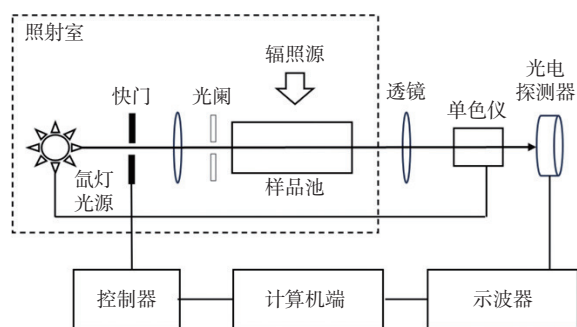 照射室
辐照源
快门
光阑
透镜
单色仪
光电
探测器
氙灯
光源
样品池
控制器
计算机端
示波器